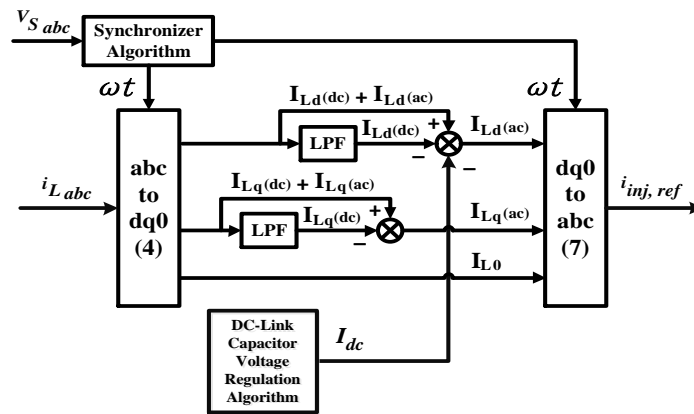 V_S abc
Synchronizer
Algorithm
ωt
ωt
I_Ld(dc) + I_Ld(ac)
LPF
I_Ld(dc)
+
−
−
I_Ld(ac)
abc
to
dq0
(4)
dq0
to
abc
(7)
i_L abc
i_inj, ref
I_Lq(dc) + I_Lq(ac)
LPF
I_Lq(dc)
+
−
I_Lq(ac)
I_L0
DC-Link
Capacitor
Voltage
Regulation
Algorithm
I_dc